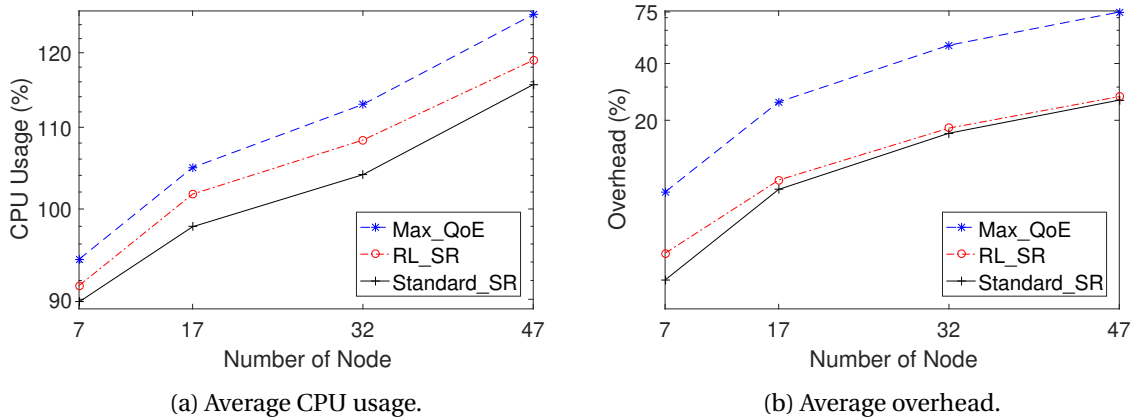 120
110
100
90
CPU Usage (%)
7
17
32
47
Number of Node
Max_QoE
RL_SR
Standard_SR
(a) Average CPU usage.
75
40
20
Overhead (%)
7
17
32
47
Number of Node
Max_QoE
RL_SR
Standard_SR
(b) Average overhead.